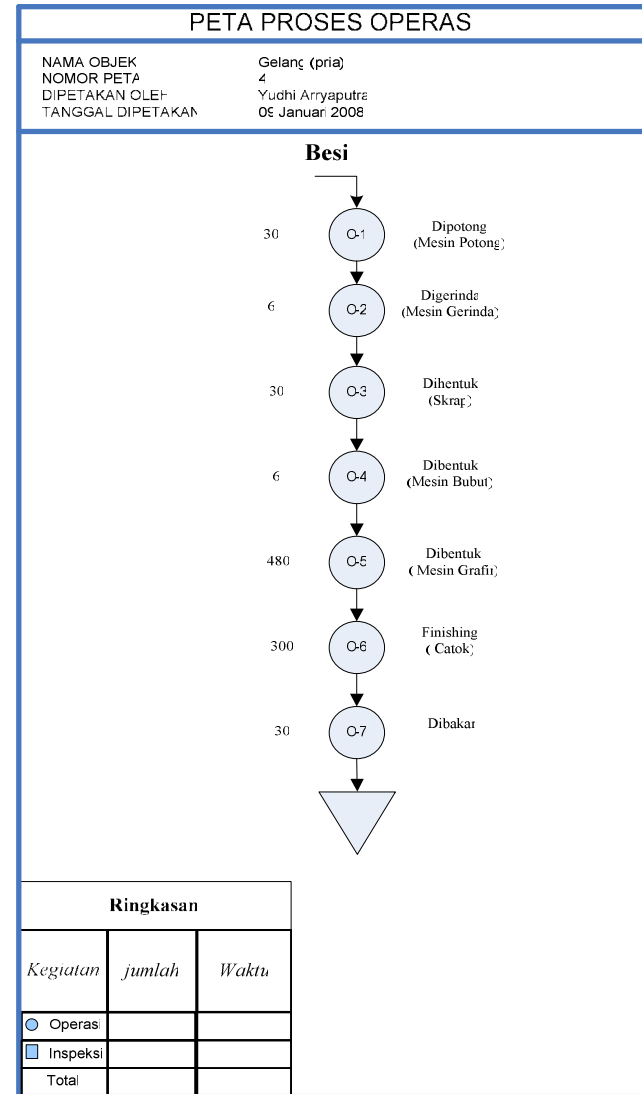 PETA PROSES OPERAS
NAMA OBJEK Gelang (pria)
NOMOR PETA 4
DIPETAKAN OLEH Yudhi Arryaputra
TANGGAL DIPETAKAN 09 Januari 2008
Besi
30 O-1 Dipotong
(Mesin Potong)
6 O-2 Digerinda
(Mesin Gerinda)
30 O-3 Dibentuk
(Skrap)
6 O-4 Dibentuk
(Mesin Bubut)
480 O-5 Dibentuk
( Mesin Grafir)
300 O-6 Finishing
( Catok)
30 O-7 Dibakar
Ringkasan
Kegiatan jumlah Waktu
Operasi
Inspeksi
Total